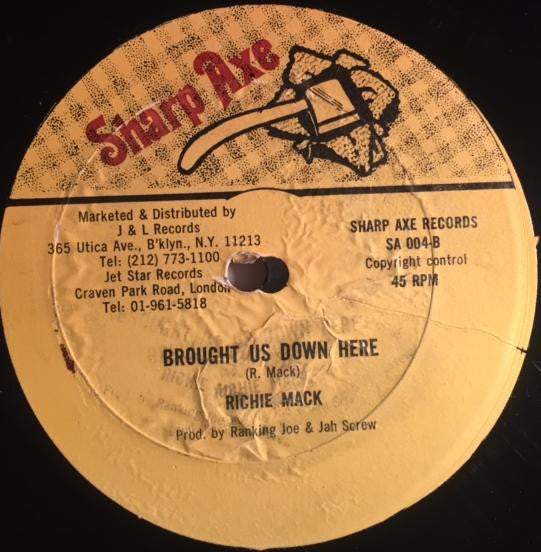 Sharp Axe
Marketed & Distributed by
J & L Records
365 Utica Ave., B'klyn., N.Y. 11213
Tel: (212) 773-1100
Jet Star Records
Craven Park Road, London
Tel: 01-961-5818
SHARP AXE RECORDS
SA 004-B
Copyright control
45 RPM
BROUGHT US DOWN HERE
(R. Mack)
RICHIE MACK
Prod. by Ranking Joe & Jah Screw